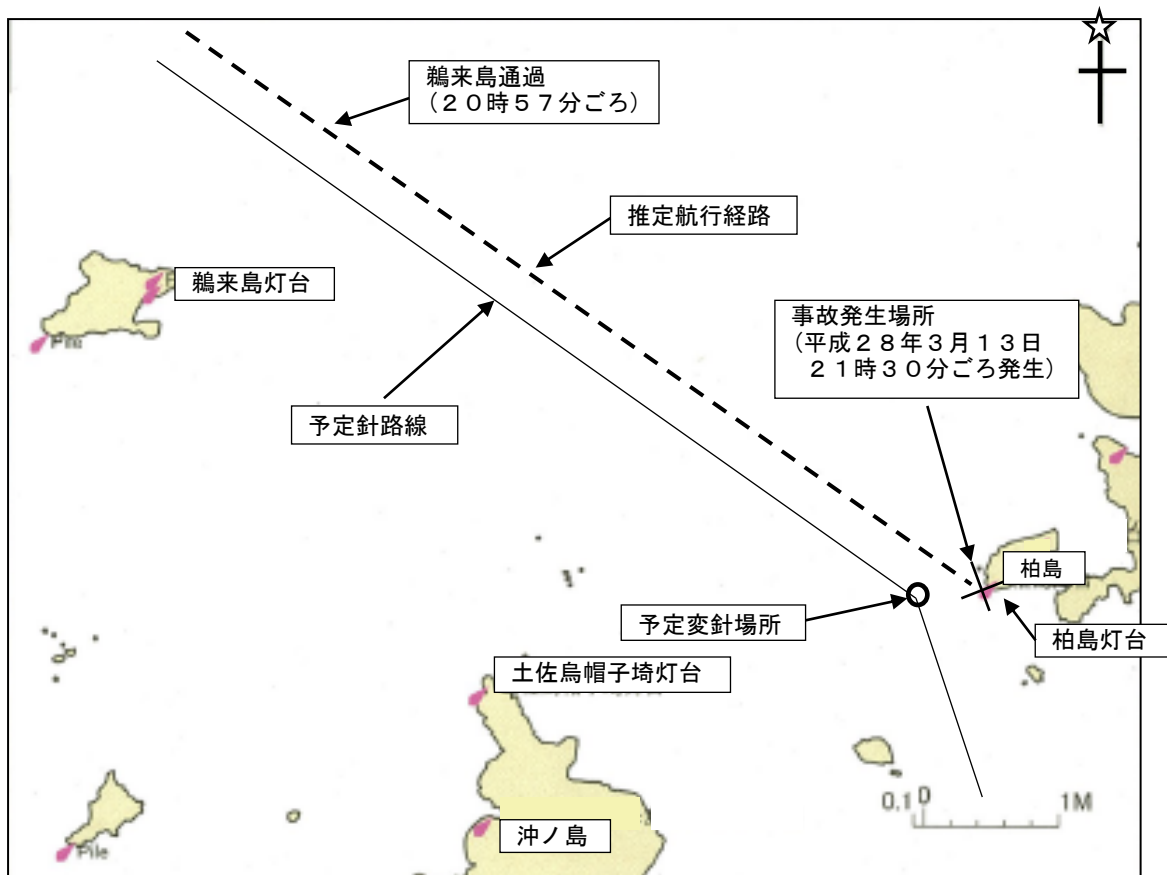 鵜来島通過
（２０時５７分ごろ）
推定航行経路
鵜来島灯台
Pile
事故発生場所
（平成２８年３月１３日
２１時３０分ごろ発生）
予定針路線
柏島
予定変針場所
柏島灯台
土佐烏帽子埼灯台
0.1 0 1M
沖ノ島
Pile